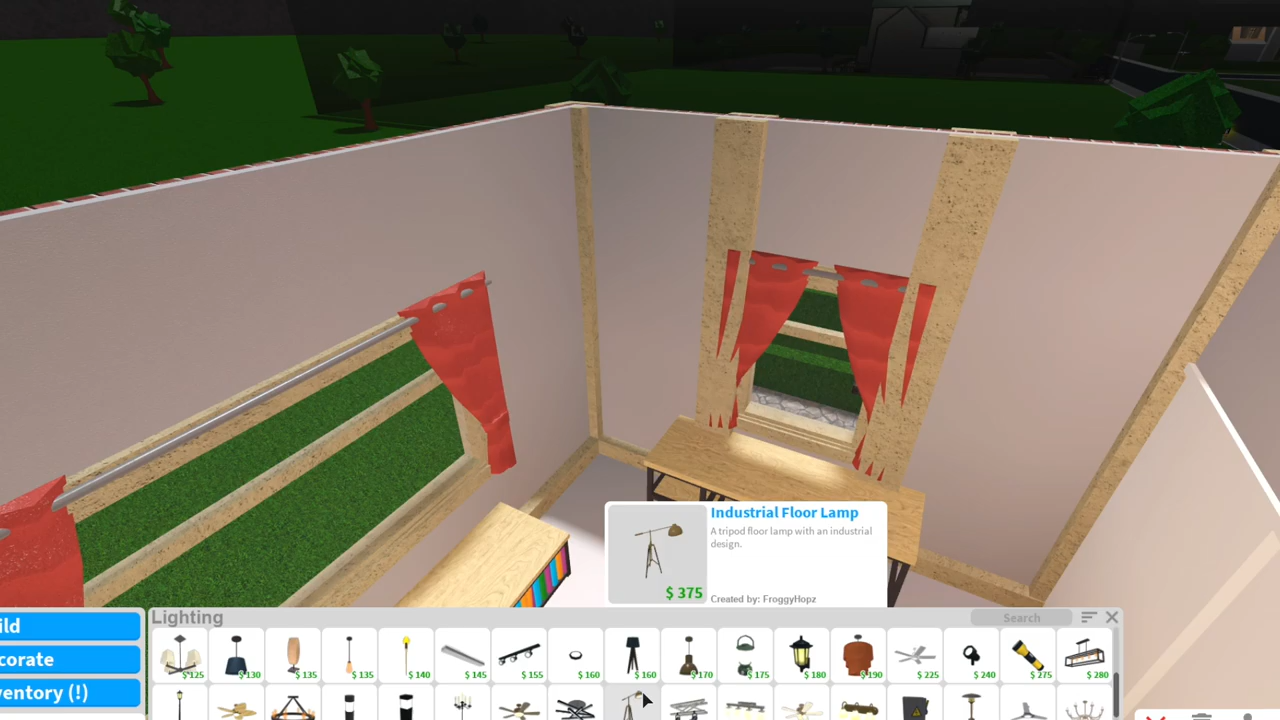 Industrial Floor Lamp
A tripod floor lamp with an industrial
design.
$ 375
Created by: FroggyHopz
Lighting
Search
ild
corate
ventory (!)
$125
$130
$135
$135
$140
$145
$155
$160
$160
$170
$175
$180
$190
$225
$240
$275
$280